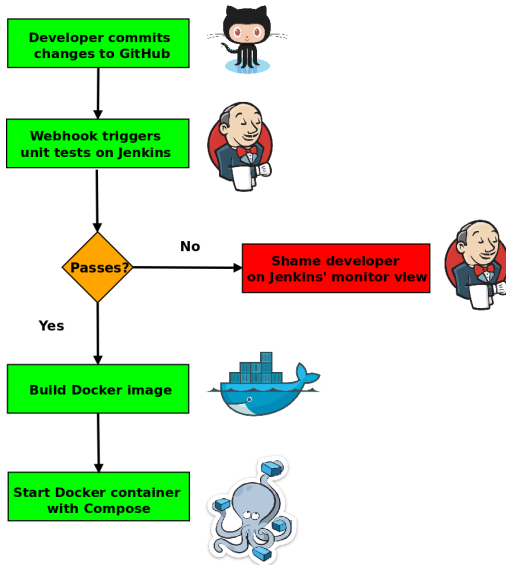 Developer commits
changes to GitHub
Webhook triggers
unit tests on Jenkins
Passes?
No
Shame developer
on Jenkins' monitor view
Yes
Build Docker image
Start Docker container
with Compose